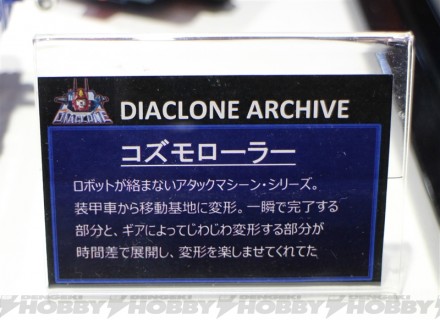 DIACLONE
DIACLONE ARCHIVE
コズモローラー
ロボットが絡まないアタックマシーン・シリーズ。
装甲車から移動基地に変形。一瞬で完了する
部分と、ギアによってじわじわ変形する部分が
時間差で展開し、変形を楽しませてくれてた
HOBBY HOBBY HOBBY HOBBY